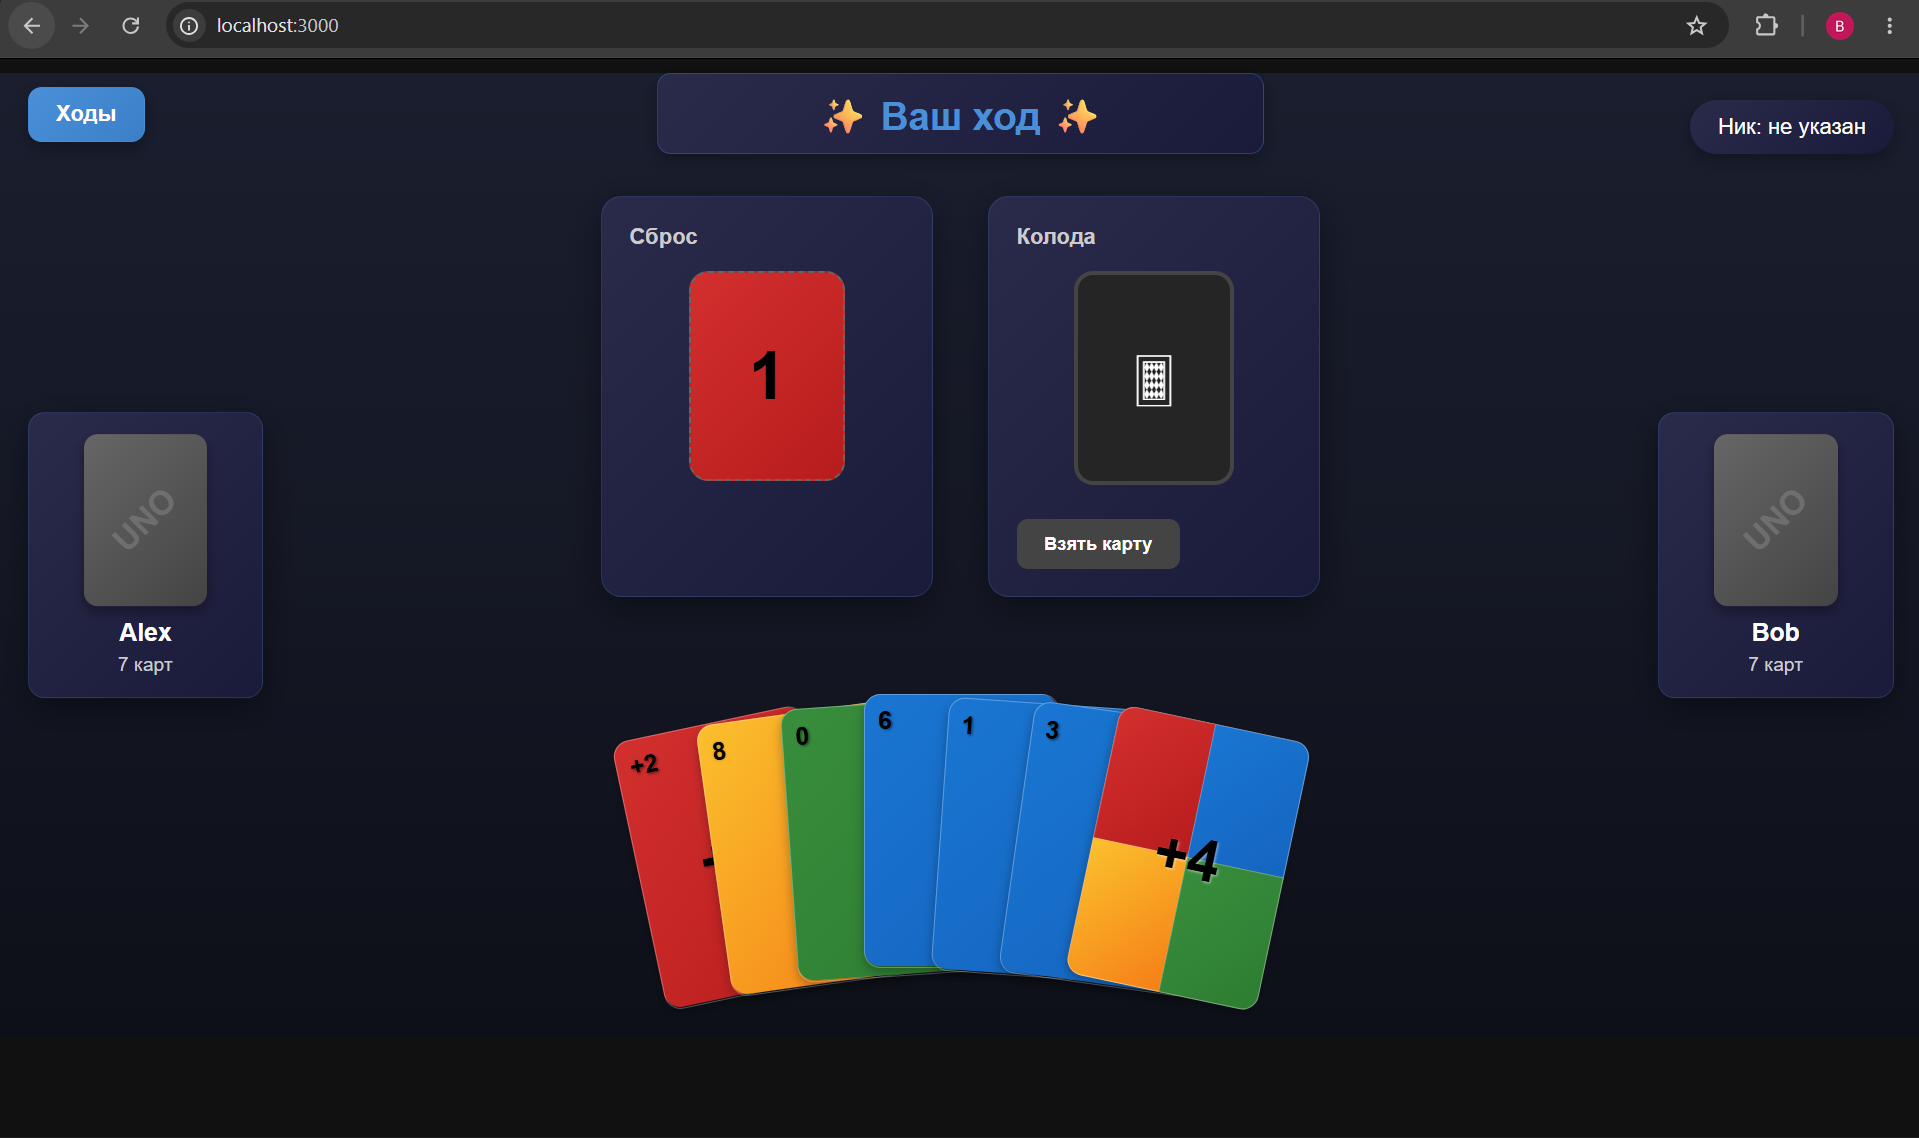 localhost:3000
B
Ходы
✨ Ваш ход ✨
Ник: не указан
Сброс
1
Колода
Взять карту
UNO
Alex
7 карт
UNO
Bob
7 карт
+2
8
0
6
1
3
+4